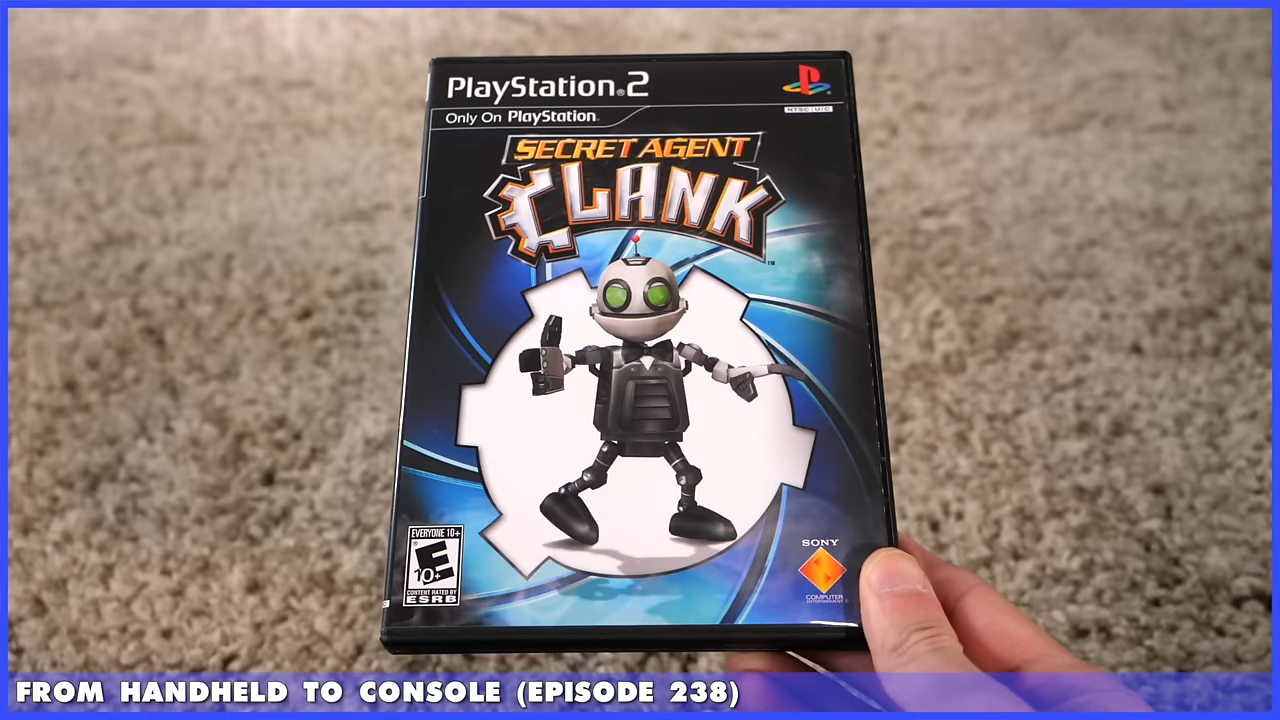 PlayStation®2
NTSC U/C
Only On PlayStation®
SECRET AGENT
CLANK™
EVERYONE 10+
E
10+
CONTENT RATED BY
ESRB
SONY
COMPUTER
ENTERTAINMENT®
FROM HANDHELD TO CONSOLE (EPISODE 238)